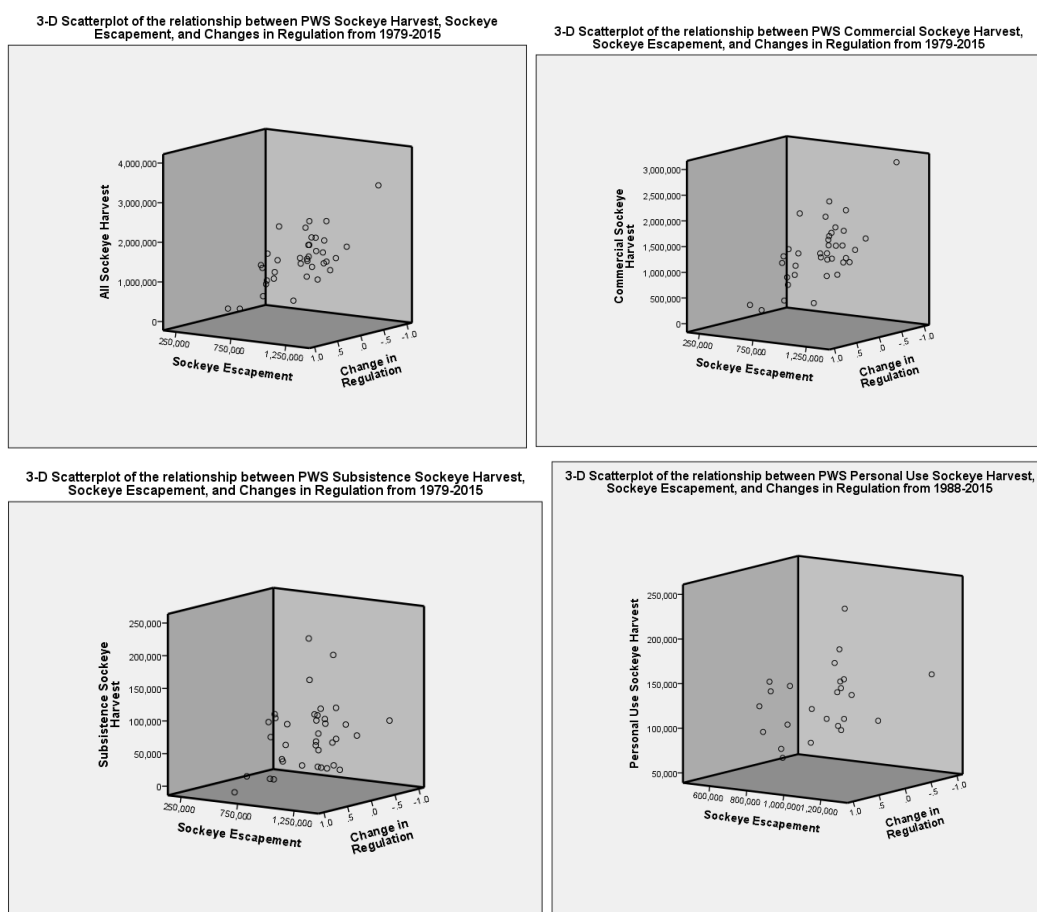 3-D Scatterplot of the relationship between PWS Sockeye Harvest, Sockeye
Escapement, and Changes in Regulation from 1979-2015
4,000,000
3,000,000
2,000,000
1,000,000
0
All Sockeye Harvest
250,000
750,000
1,250,000
Sockeye Escapement
1.0
.5
.0
-.5
-1.0
Change in
Regulation
3-D Scatterplot of the relationship between PWS Commercial Sockeye Harvest,
Sockeye Escapement, and Changes in Regulation from 1979-2015
3,000,000
2,500,000
2,000,000
1,500,000
1,000,000
500,000
0
Commercial Sockeye
Harvest
250,000
750,000
1,250,000
Sockeye Escapement
1.0
.5
.0
-.5
-1.0
Change in
Regulation
3-D Scatterplot of the relationship between PWS Subsistence Sockeye Harvest,
Sockeye Escapement, and Changes in Regulation from 1979-2015
250,000
200,000
150,000
100,000
50,000
0
Subsistence Sockeye
Harvest
250,000
750,000
1,250,000
Sockeye Escapement
1.0
.5
.0
-.5
-1.0
Change in
Regulation
3-D Scatterplot of the relationship between PWS Personal Use Sockeye Harvest,
Sockeye Escapement, and Changes in Regulation from 1988-2015
250,000
200,000
150,000
100,000
50,000
Personal Use Sockeye Harvest
600,000
800,000
1,000,000
1,200,000
Sockeye Escapement
1.0
.5
0
-.5
-1.0
Change in
Regulation